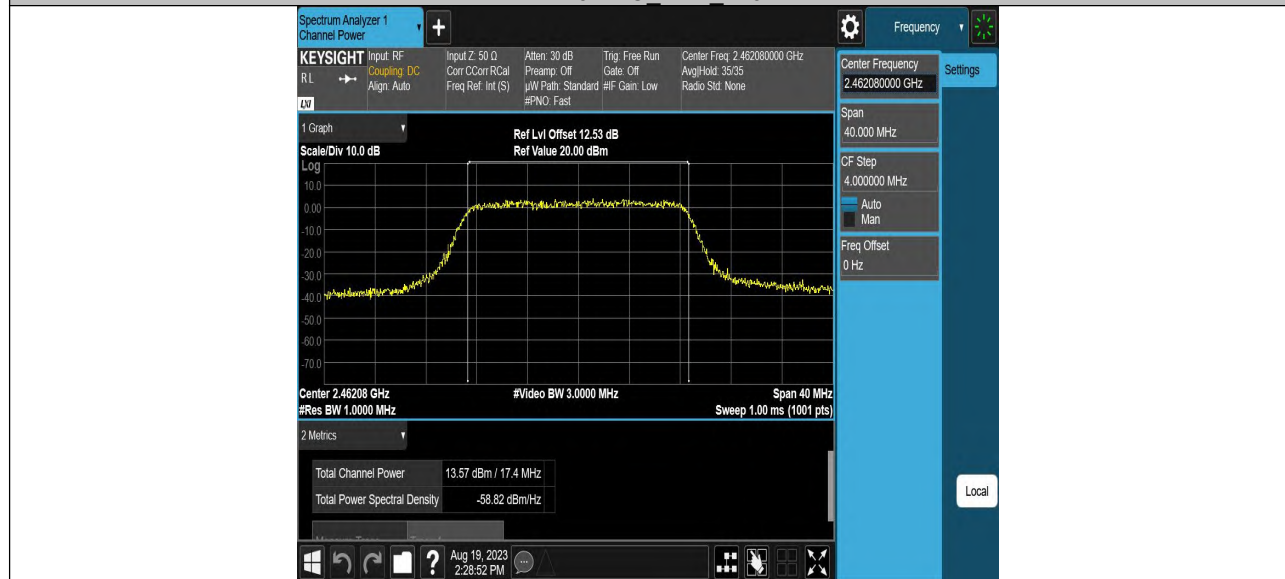 Spectrum Analyzer 1
Channel Power
+
Frequency
KEYSIGHT
R L
LXI
Input: RF
Coupling: DC
Align: Auto
Input Z: 50 Ω
Corr CCorr RCal
Freq Ref: Int (S)
Atten: 30 dB
Preamp: Off
µW Path: Standard
#PNO: Fast
Trig: Free Run
Gate: Off
#IF Gain: Low
Center Freq: 2.462080000 GHz
Avg|Hold: 35/35
Radio Std: None
Center Frequency
2.462080000 GHz
Settings
Span
40.000 MHz
CF Step
4.000000 MHz
Auto
Man
Freq Offset
0 Hz
Local
1 Graph
Scale/Div 10.0 dB
Ref Lvl Offset 12.53 dB
Ref Value 20.00 dBm
Log
10.0
0.00
-10.0
-20.0
-30.0
-40.0
-50.0
-60.0
-70.0
Center 2.46208 GHz
#Video BW 3.0000 MHz
Span 40 MHz
#Res BW 1.0000 MHz
Sweep 1.00 ms (1001 pts)
2 Metrics
Total Channel Power 13.57 dBm / 17.4 MHz
Total Power Spectral Density -58.82 dBm/Hz
?
Aug 19, 2023
2:28:52 PM